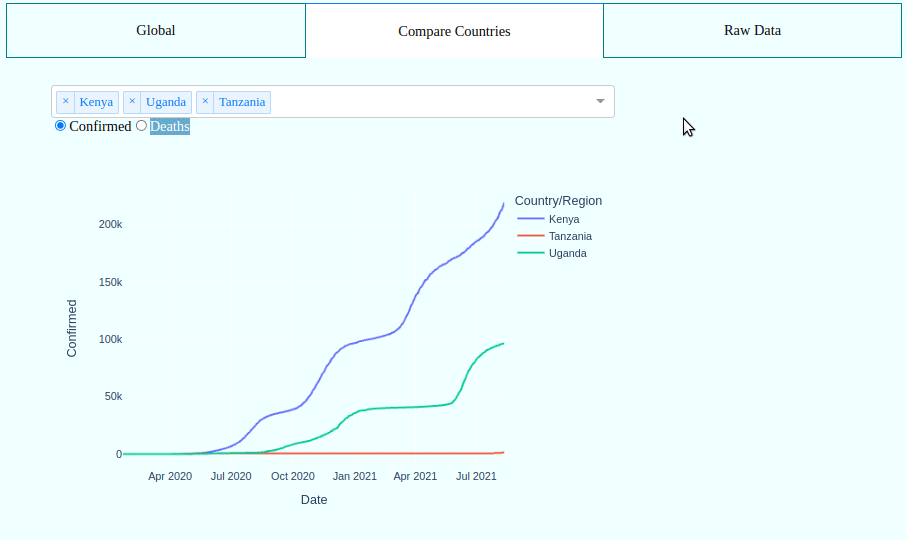 Global Compare Countries Raw Data
× Kenya × Uganda × Tanzania
Confirmed Deaths
Country/Region
Kenya
Tanzania
Uganda
200k
150k
100k
50k
0
Confirmed
Apr 2020 Jul 2020 Oct 2020 Jan 2021 Apr 2021 Jul 2021
Date